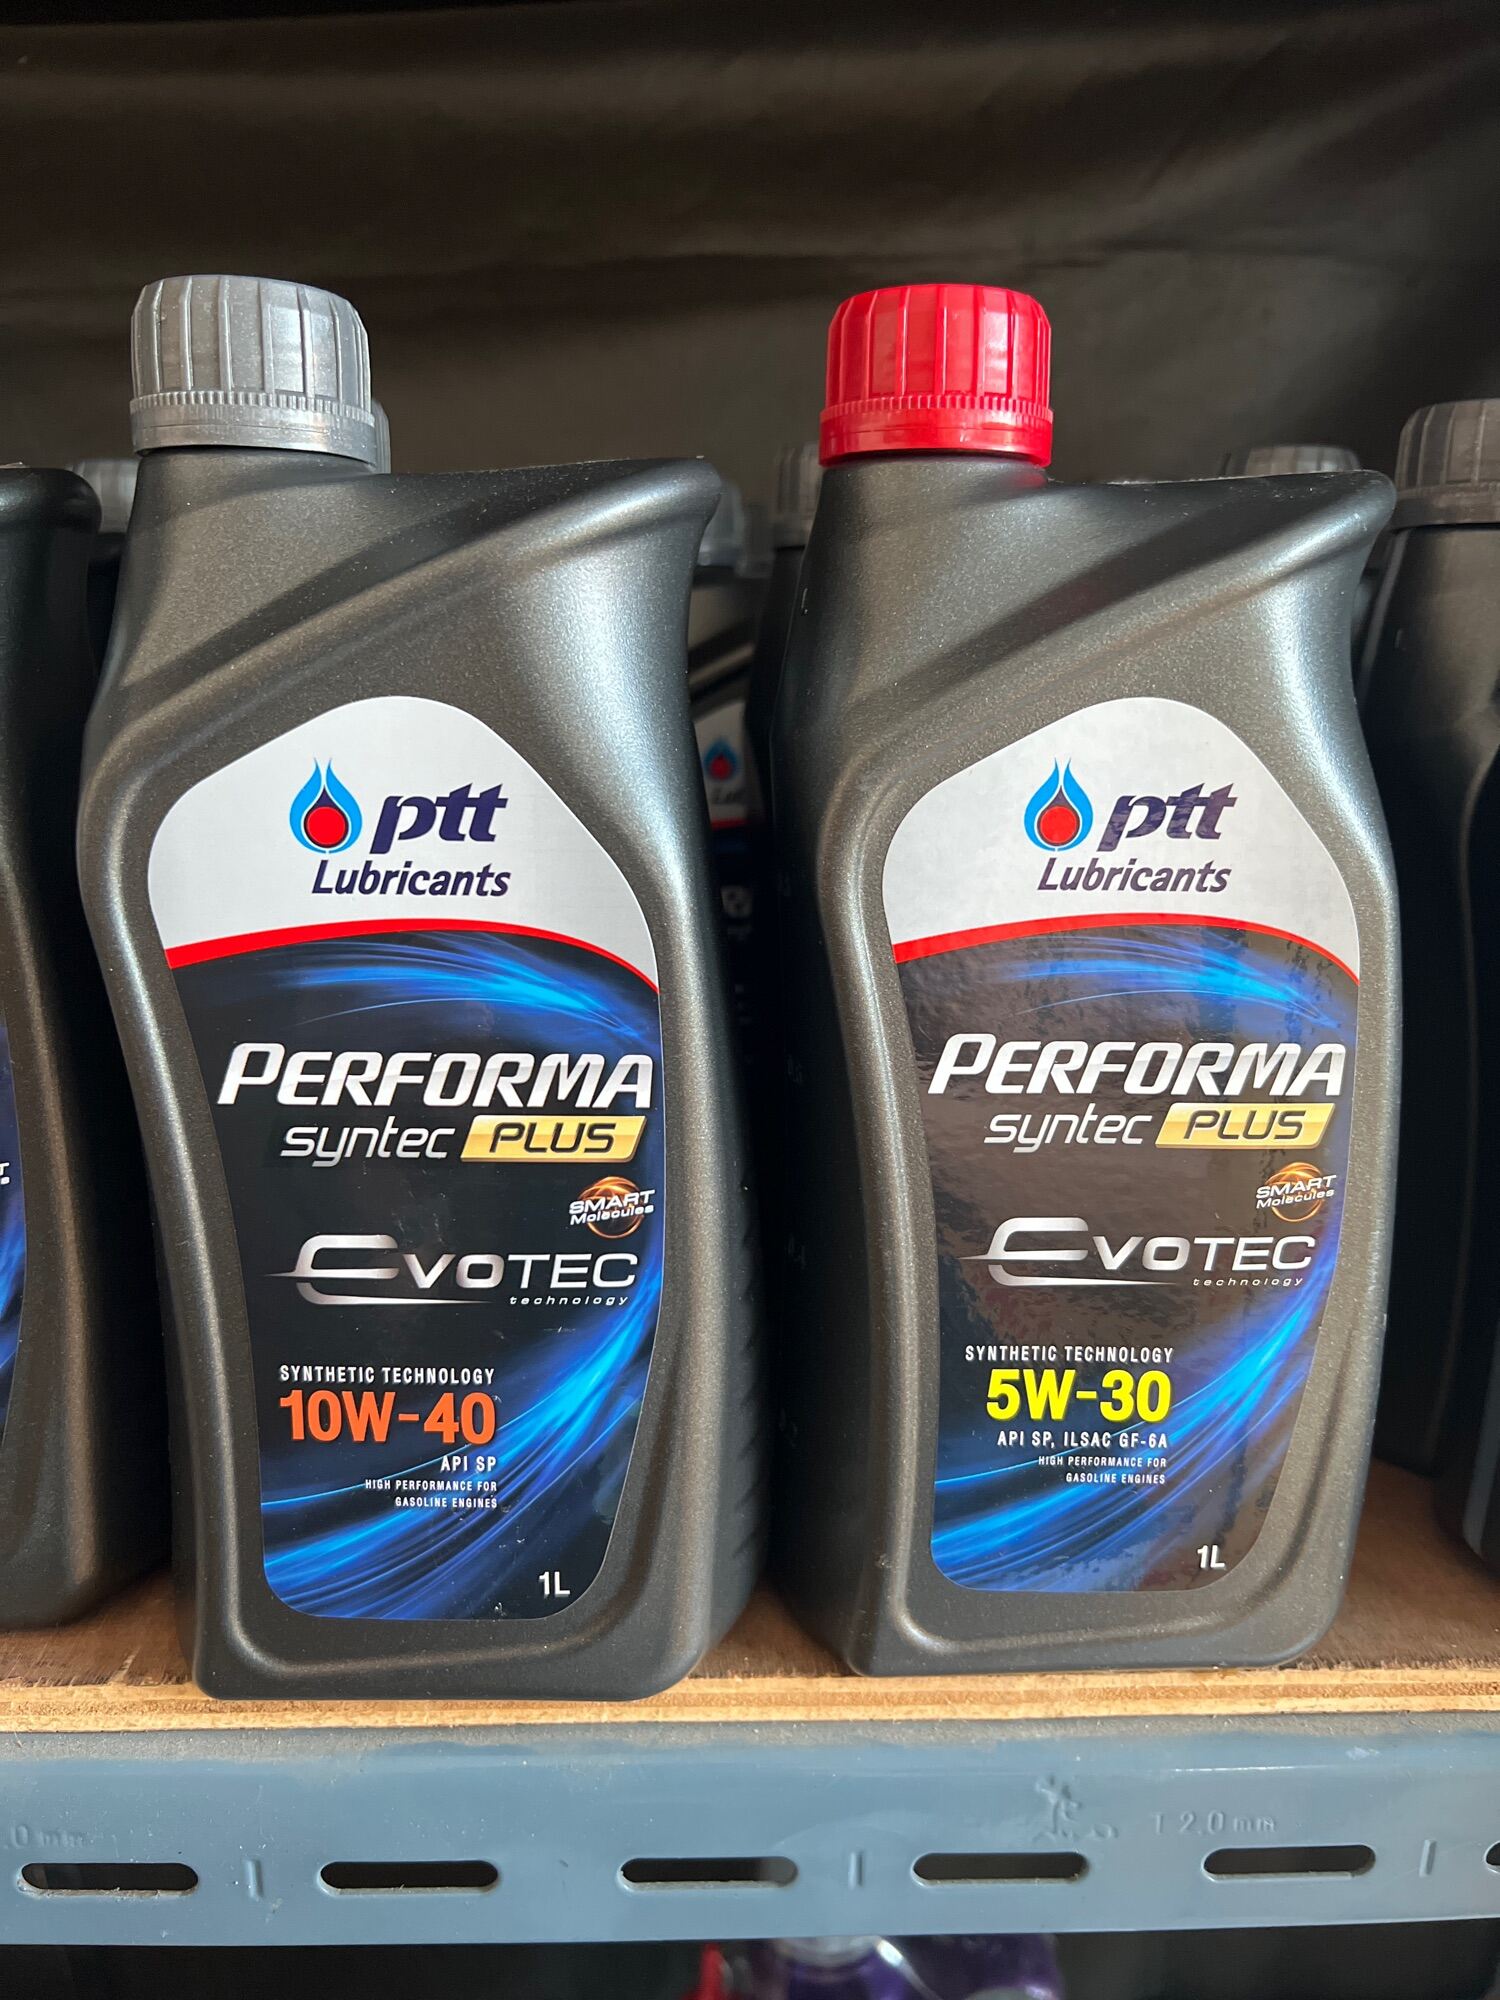 ptt
Lubricants
PERFORMA
syntec PLUS
SMART
Molecules
EVOTEC
technology
SYNTHETIC TECHNOLOGY
10W-40
API SP
HIGH PERFORMANCE FOR
GASOLINE ENGINES
1L
ptt
Lubricants
PERFORMA
syntec PLUS
SMART
Molecules
EVOTEC
technology
SYNTHETIC TECHNOLOGY
5W-30
API SP, ILSAC GF-6A
HIGH PERFORMANCE FOR
GASOLINE ENGINES
1L
T 2.0mm